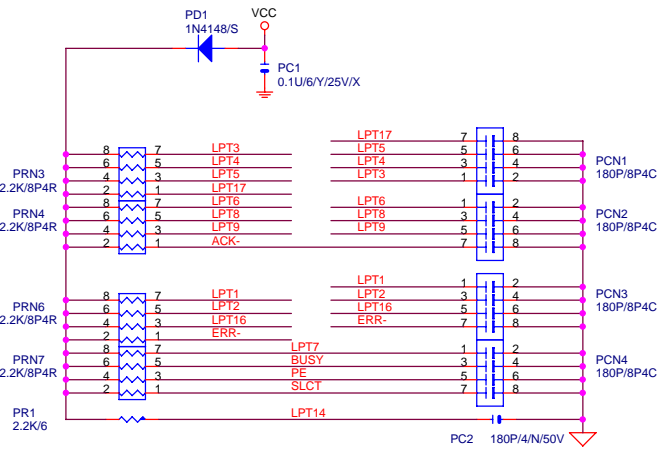 PD1
1N4148/S
VCC
PC1
0.1U/6/Y/25V/X
8 7 LPT3
6 5 LPT4
4 3 LPT5
2 1 LPT17
PRN3
2.2K/8P4R
8 7 LPT6
6 5 LPT8
4 3 LPT9
2 1 ACK-
PRN4
2.2K/8P4R
LPT17 7 8
LPT5 5 6
LPT4 3 4
LPT3 1 2
PCN1
180P/8P4C
LPT6 1 2
LPT8 3 4
LPT9 5 6
7 8
PCN2
180P/8P4C
8 7 LPT1
6 5 LPT2
4 3 LPT16
2 1 ERR-
PRN6
2.2K/8P4R
LPT1 1 2
LPT2 3 4
LPT16 5 6
ERR- 7 8
PCN3
180P/8P4C
8 7 LPT7 1 2
6 5 BUSY 3 4
4 3 PE 5 6
2 1 SLCT 7 8
PRN7
2.2K/8P4R
PCN4
180P/8P4C
PR1
2.2K/6
LPT14
PC2 180P/4/N/50V